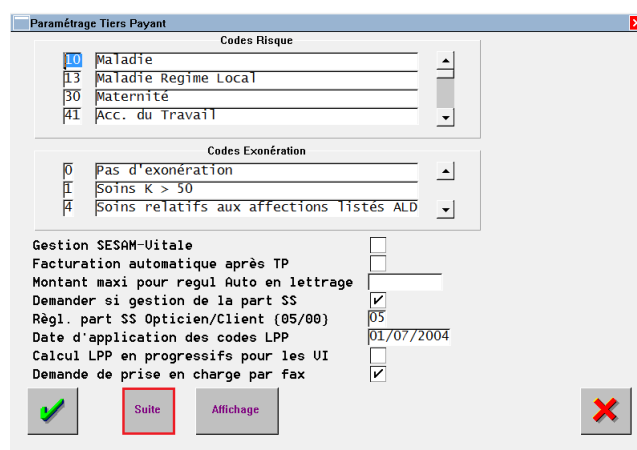 Paramétrage Tiers Payant
Codes Risque
10 Maladie
13 Maladie Regime Local
30 Maternité
41 Acc. du Travail
Codes Exonération
0 Pas d'exonération
1 Soins K > 50
4 Soins relatifs aux affections listés ALD
Gestion SESAM-Vitale
Facturation automatique après TP
Montant maxi pour regul Auto en lettrage
Demander si gestion de la part SS
Règl. part SS Opticien/Client (05/00) 05
Date d'application des codes LPP 01/07/2004
Calcul LPP en progressifs pour les VI
Demande de prise en charge par fax
Suite Affichage